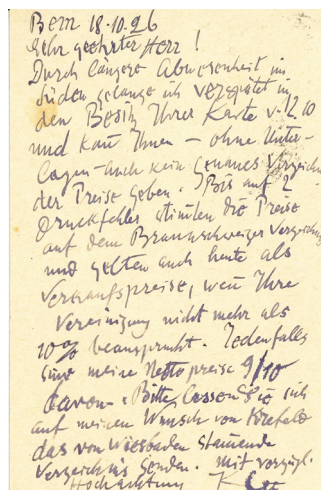 Bern 18.10.26
Sehr geehrter Herr!
Durch längere Abwesenheit im
Süden gelange ich verspätet in
den Besitz Ihrer Karte v. 12.10
und kann Ihnen – ohne Unter-
lagen – auch kein genaues Verzeichn
der Preise geben. Bis auf 2
Druckfehler stimten die Preise
auf dem Braunschweiger Verzeichnis
und gelten auch heute als
Verkaufspreise, wenn Ihre
Vereinigung nicht mehr als
10% beansprucht. Jedenfalls
sind meine Nettopreise 9/10
davon. Bitte lassen Sie sich
auf meinen Wunsch von Krefeld
das von Wiesbaden stamende
Verzeichnis senden. Mit vorzügl.
Hochachtung